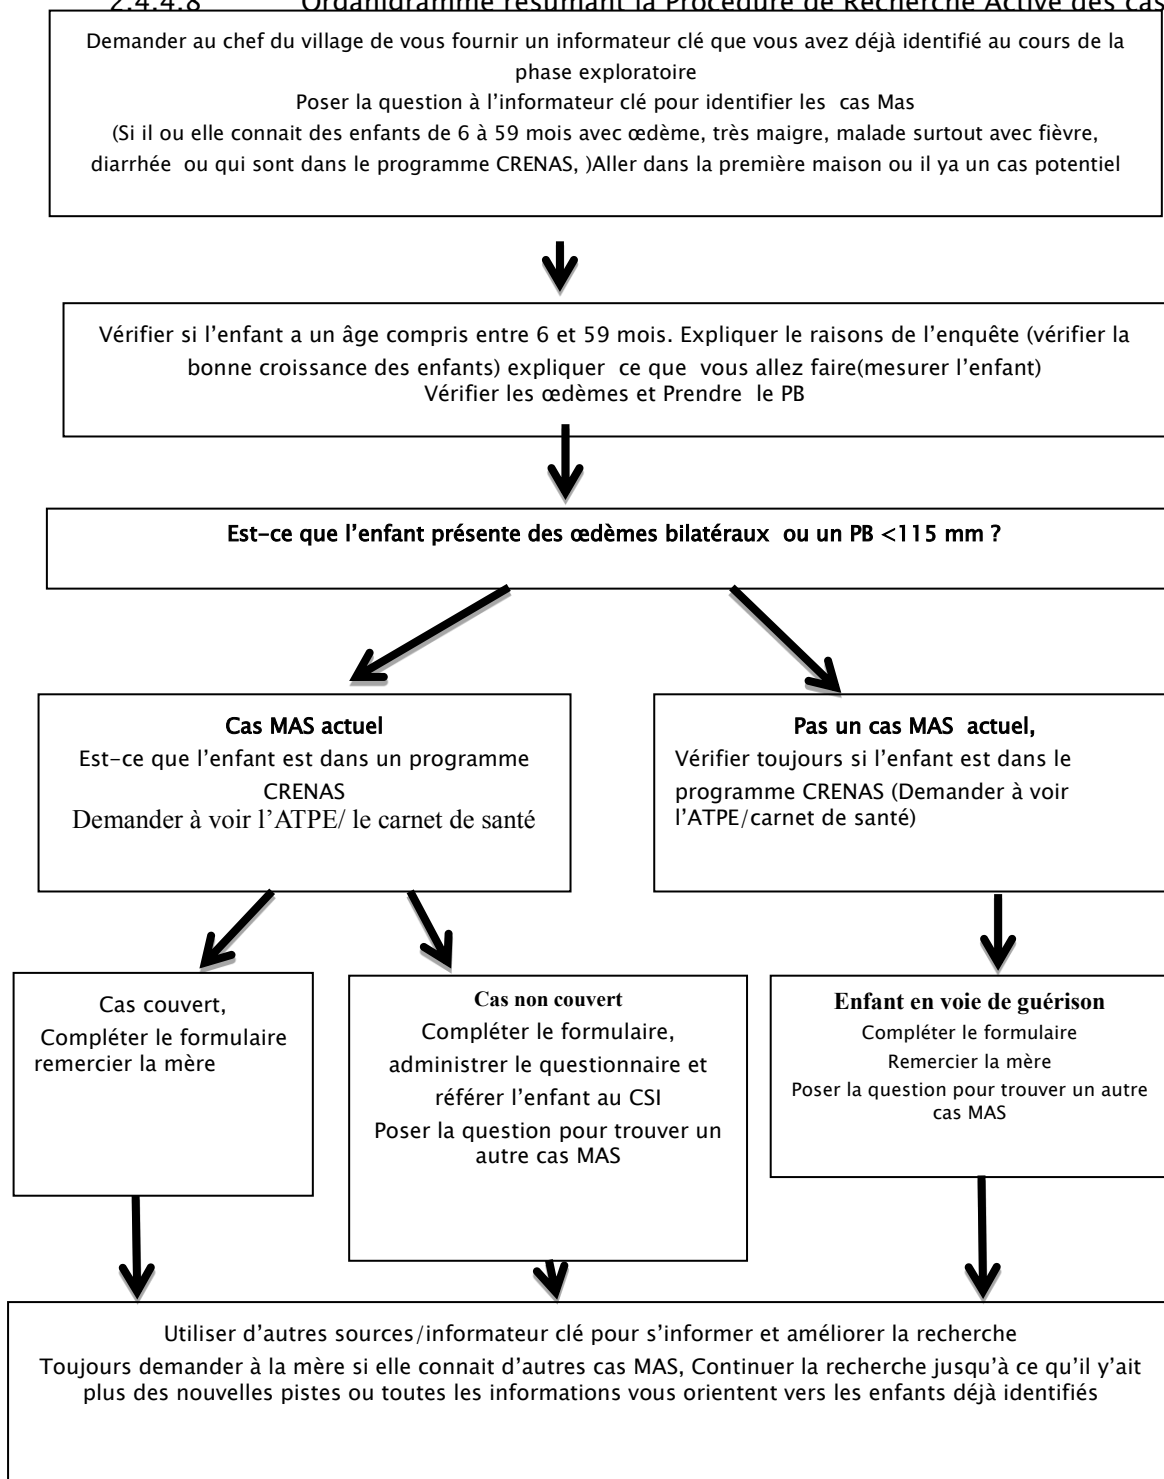 2.4.4.8 Organigramme résumant la Procédure de Recherche Active des cas
Demander au chef du village de vous fournir un informateur clé que vous avez déjà identifié au cours de la
phase exploratoire
Poser la question à l'informateur clé pour identifier les cas Mas
(Si il ou elle connait des enfants de 6 à 59 mois avec œdème, très maigre, malade surtout avec fièvre,
diarrhée ou qui sont dans le programme CRENAS, )Aller dans la première maison ou il ya un cas potentiel
Vérifier si l'enfant a un âge compris entre 6 et 59 mois. Expliquer le raisons de l'enquête (vérifier la
bonne croissance des enfants) expliquer ce que vous allez faire(mesurer l'enfant)
Vérifier les œdèmes et Prendre le PB
Est-ce que l'enfant présente des œdèmes bilatéraux ou un PB <115 mm ?
Cas MAS actuel
Est-ce que l'enfant est dans un programme
CRENAS
Demander à voir l'ATPE/ le carnet de santé
Pas un cas MAS actuel,
Vérifier toujours si l'enfant est dans le
programme CRENAS (Demander à voir
l'ATPE/carnet de santé)
Cas couvert,
Compléter le formulaire
remercier la mère
Cas non couvert
Compléter le formulaire,
administrer le questionnaire et
référer l'enfant au CSI
Poser la question pour trouver un
autre cas MAS
Enfant en voie de guérison
Compléter le formulaire
Remercier la mère
Poser la question pour trouver un autre
cas MAS
Utiliser d'autres sources/informateur clé pour s'informer et améliorer la recherche
Toujours demander à la mère si elle connait d'autres cas MAS, Continuer la recherche jusqu'à ce qu'il y'ait
plus des nouvelles pistes ou toutes les informations vous orientent vers les enfants déjà identifiés